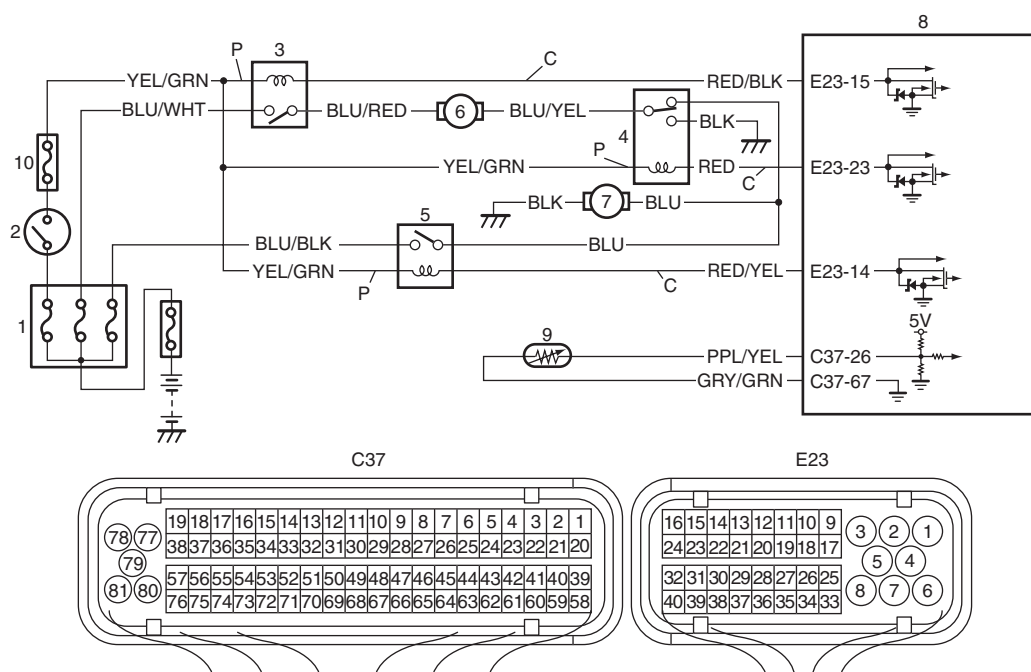 8
P 3 C
YEL/GRN RED/BLK E23-15
BLU/WHT BLU/RED 6 BLU/YEL
4 BLK
10 P
YEL/GRN RED C E23-23
2 5 BLK 7 BLU
BLU/BLK BLU
YEL/GRN P C RED/YEL E23-14
1 5V
9 PPL/YEL C37-26
GRY/GRN C37-67
C37 E23
19 18 17 16 15 14 13 12 11 10 9 8 7 6 5 4 3 2 1
38 37 36 35 34 33 32 31 30 29 28 27 26 25 24 23 22 21 20
57 56 55 54 53 52 51 50 49 48 47 46 45 44 43 42 41 40 39
76 75 74 73 72 71 70 69 68 67 66 65 64 63 62 61 60 59 58
78 77
79
81 80
16 15 14 13 12 11 10 9
24 23 22 21 20 19 18 17
32 31 30 29 28 27 26 25
40 39 38 37 36 35 34 33
3 2 1
5 4
8 7 6